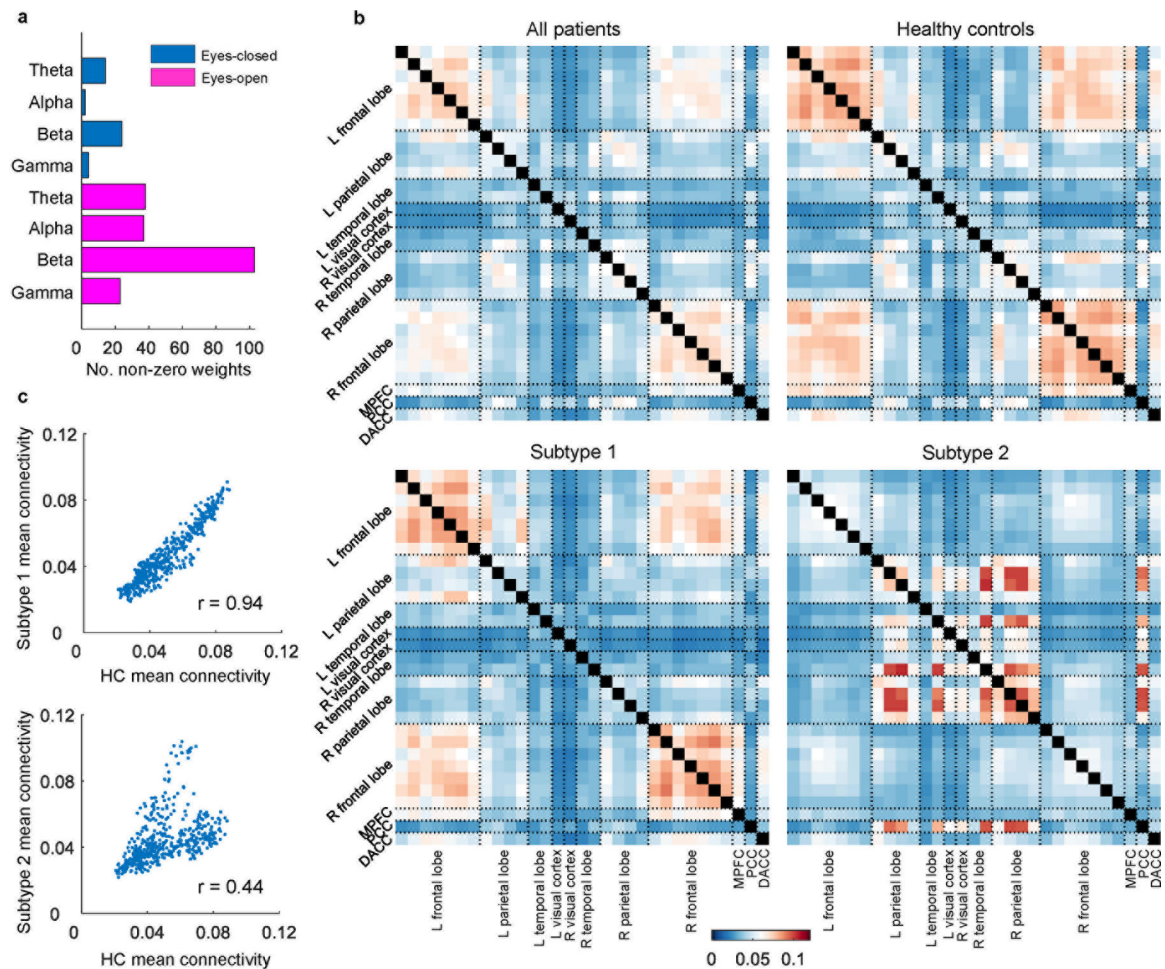 a
Eyes-closed
Eyes-open
Theta
Alpha
Beta
Gamma
Theta
Alpha
Beta
Gamma
0 20 40 60 80 100
No. non-zero weights
b
All patients
Healthy controls
L frontal lobe
L parietal lobe
L temporal lobe
L visual cortex
R visual cortex
R temporal lobe
R parietal lobe
R frontal lobe
MPFC
PCC
DACC
Subtype 1
Subtype 2
L frontal lobe
L parietal lobe
L temporal lobe
L visual cortex
R visual cortex
R temporal lobe
R parietal lobe
R frontal lobe
MPFC
PCC
DACC
L frontal lobe
L parietal lobe
L temporal lobe
L visual cortex
R visual cortex
R temporal lobe
R parietal lobe
R frontal lobe
MPFC
PCC
DACC
L frontal lobe
L parietal lobe
L temporal lobe
L visual cortex
R visual cortex
R temporal lobe
R parietal lobe
R frontal lobe
MPFC
PCC
DACC
0 0.05 0.1
c
0.12
0.08
0.04
0
Subtype 1 mean connectivity
r = 0.94
0 0.04 0.08 0.12
HC mean connectivity
0.12
0.08
0.04
0
Subtype 2 mean connectivity
r = 0.44
0 0.04 0.08 0.12
HC mean connectivity